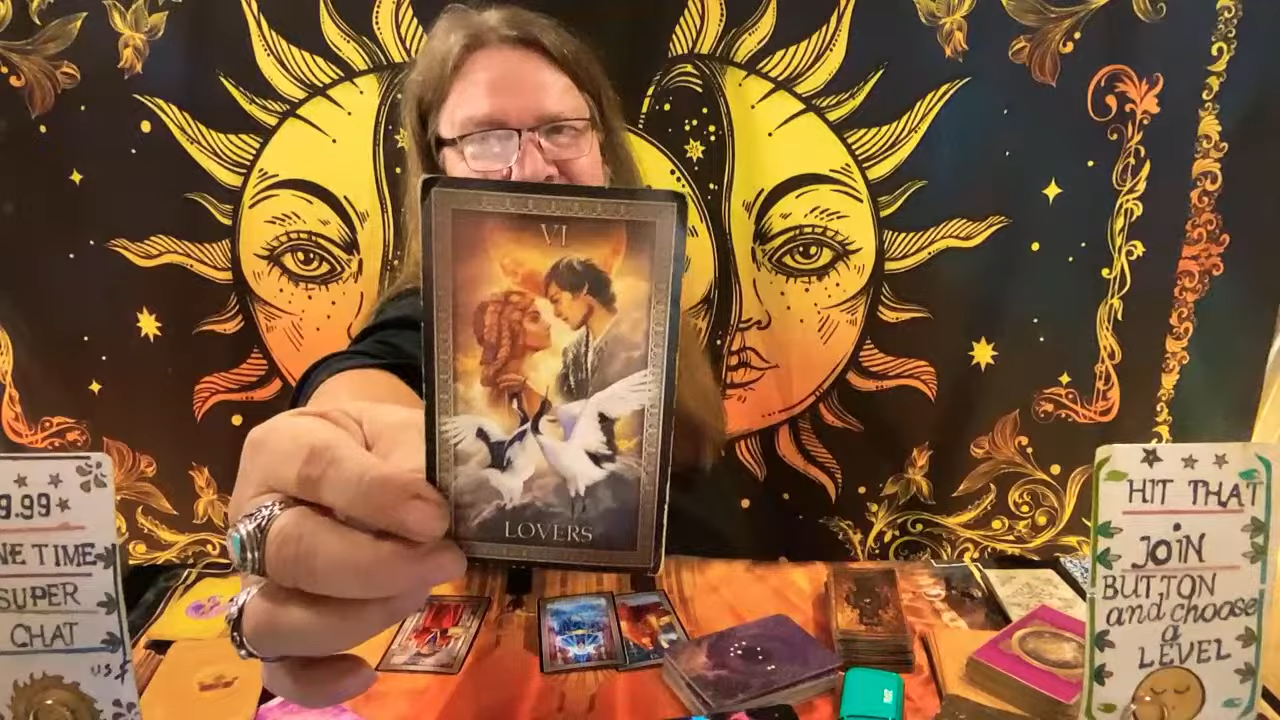 VI
LOVERS
9.99
NE TIME
SUPER
CHAT
U.S.
HIT THAT
JOIN
BUTTON
and choose
a
LEVEL